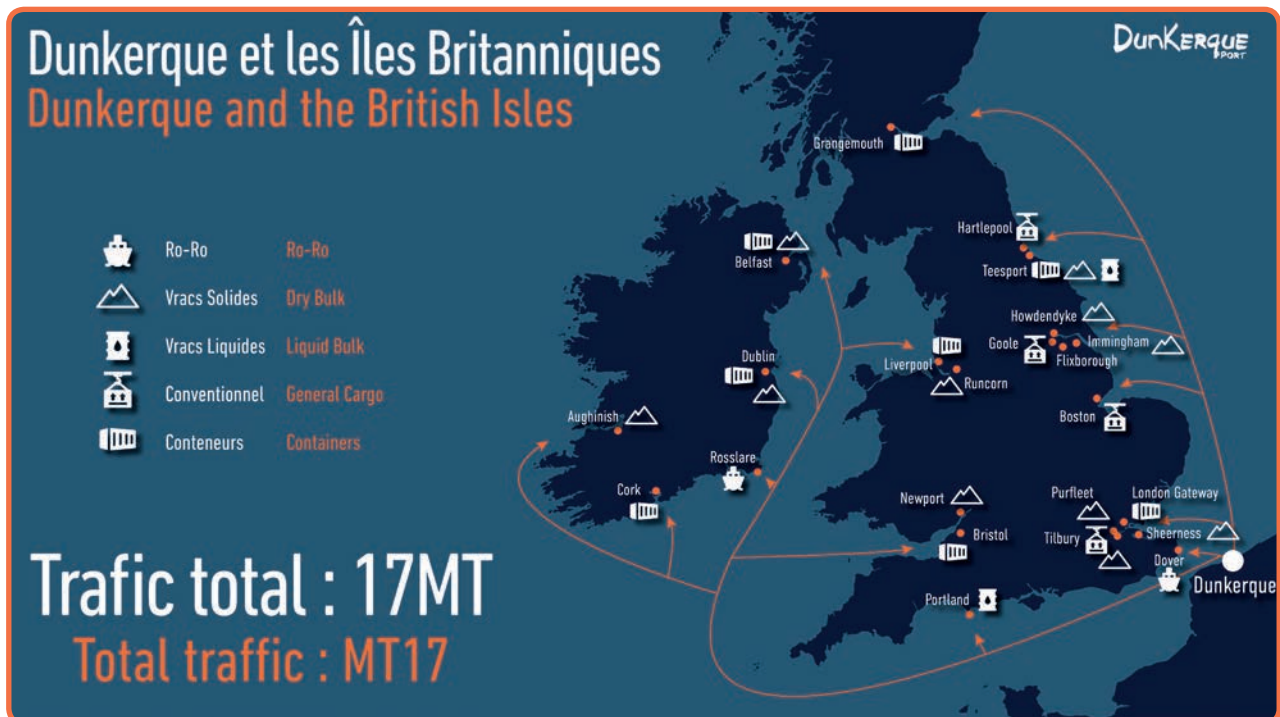 Dunkerque et les Îles Britanniques
Dunkerque and the British Isles
DUNKERQUE
PORT
Ro-Ro Ro-Ro
Vracs Solides Dry Bulk
Vracs Liquides Liquid Bulk
Conventionnel General Cargo
Conteneurs Containers
Grangemouth
Hartlepool
Teesport
Belfast
Howdendyke
Goole
Immingham
Flixborough
Dublin
Liverpool
Runcorn
Aughinish
Boston
Rosslare
Cork
Newport
Bristol
Purfleet
London Gateway
Tilbury
Sheerness
Dover
Dunkerque
Portland
Trafic total : 17MT
Total traffic : MT17